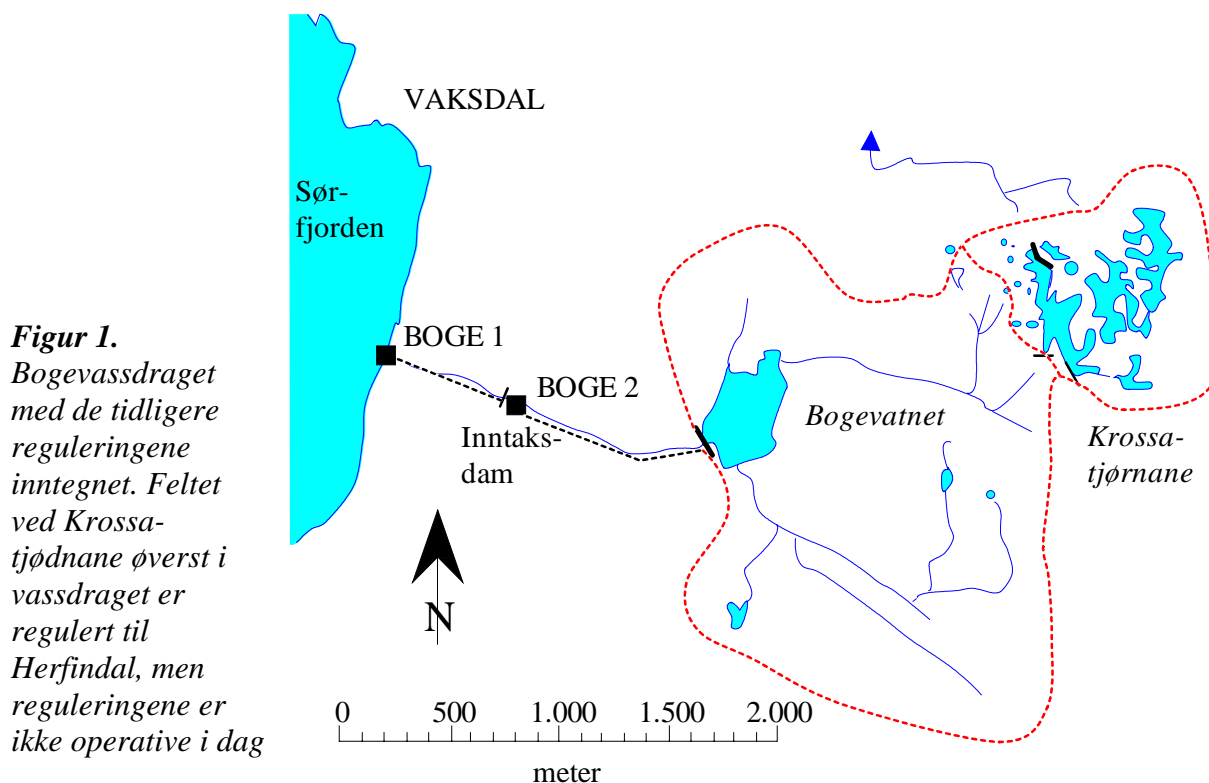 VAKSDAL
Sør-
fjorden
BOGE 1
BOGE 2
Inntaks-
dam
Bogevatnet
Krossa-
tjørnane
N
0 500 1.000 1.500 2.000
meter
Figur 1.
Bogevassdraget
med de tidligere
reguleringene
inntegnet. Feltet
ved Krossa-
tjødnane øverst i
vassdraget er
regulert til
Herfindal, men
reguleringene er
ikke operative i dag